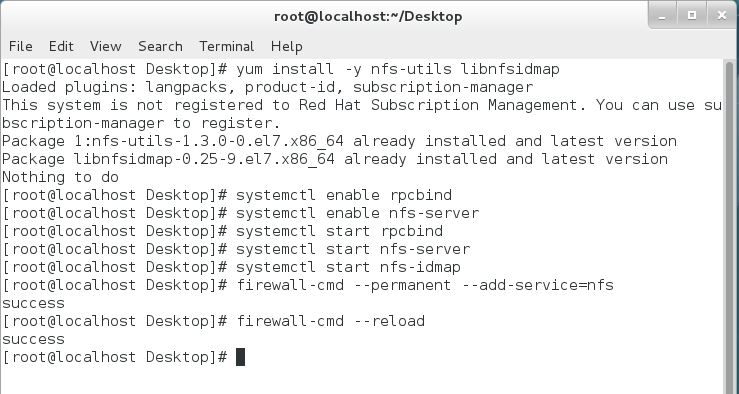 root@localhost:~/Desktop
File Edit View Search Terminal Help
[root@localhost Desktop]# yum install -y nfs-utils libnfsidmap
Loaded plugins: langpacks, product-id, subscription-manager
This system is not registered to Red Hat Subscription Management. You can use su
bscription-manager to register.
Package 1:nfs-utils-1.3.0-0.el7.x86_64 already installed and latest version
Package libnfsidmap-0.25-9.el7.x86_64 already installed and latest version
Nothing to do
[root@localhost Desktop]# systemctl enable rpcbind
[root@localhost Desktop]# systemctl enable nfs-server
[root@localhost Desktop]# systemctl start rpcbind
[root@localhost Desktop]# systemctl start nfs-server
[root@localhost Desktop]# systemctl start nfs-idmap
[root@localhost Desktop]# firewall-cmd --permanent --add-service=nfs
success
[root@localhost Desktop]# firewall-cmd --reload
success
[root@localhost Desktop]#